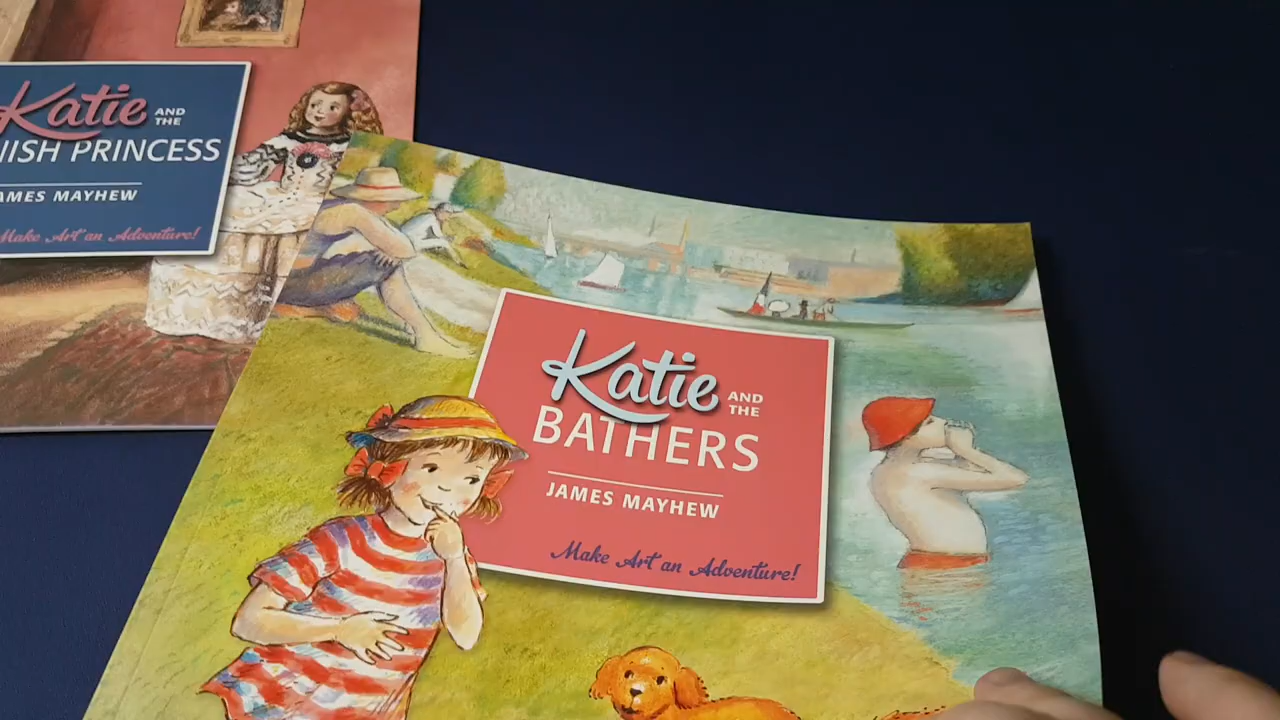 Katie AND
THE
NISH PRINCESS
JAMES MAYHEW
Make Art an Adventure!
Katie AND
THE
BATHERS
JAMES MAYHEW
Make Art an Adventure!